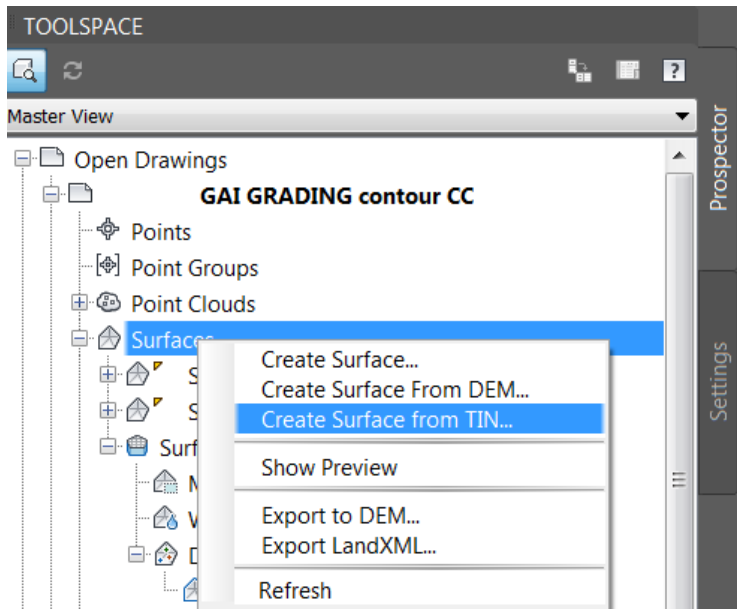 TOOLSPACE
?
Master View
Open Drawings
GAI GRADING contour CC
Points
Point Groups
Point Clouds
Surfaces
Create Surface...
Create Surface From DEM...
Create Surface from TIN...
Show Preview
Export to DEM...
Export LandXML...
Refresh
Prospector
Settings